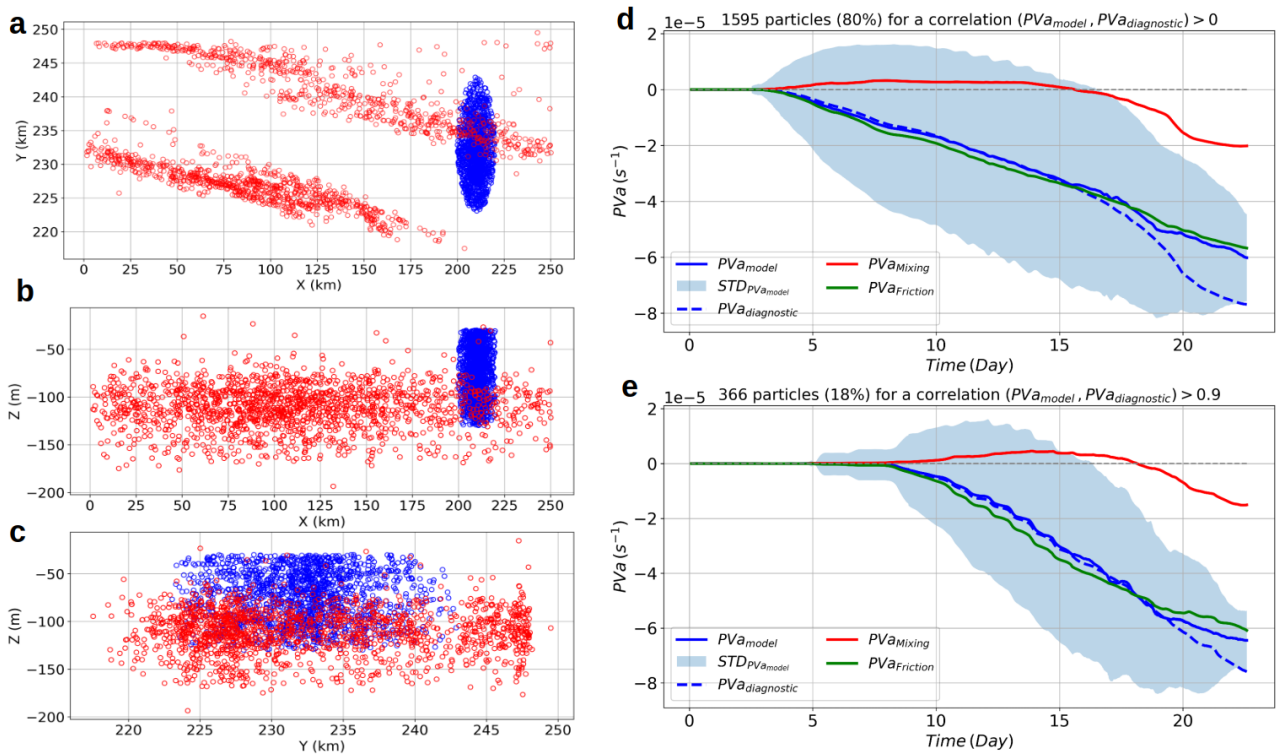 a
250
245
240
235
230
225
220
Y (km)
0 25 50 75 100 125 150 175 200 225 250
X (km)
b
−50
−100
−150
−200
Z (m)
0 25 50 75 100 125 150 175 200 225 250
X (km)
c
−50
−100
−150
−200
Z (m)
220 225 230 235 240 245 250
Y (km)
d
1e−5 1595 particles (80%) for a correlation (PVa_model , PVa_diagnostic) > 0
2
0
−2
−4
−6
−8
PVa (s⁻¹)
PVa_model PVa_Mixing
STD_PVa_model PVa_Friction
PVa_diagnostic
0 5 10 15 20
Time (Day)
e
1e−5 366 particles (18%) for a correlation (PVa_model , PVa_diagnostic) > 0.9
2
0
−2
−4
−6
−8
PVa (s⁻¹)
PVa_model PVa_Mixing
STD_PVa_model PVa_Friction
PVa_diagnostic
0 5 10 15 20
Time (Day)